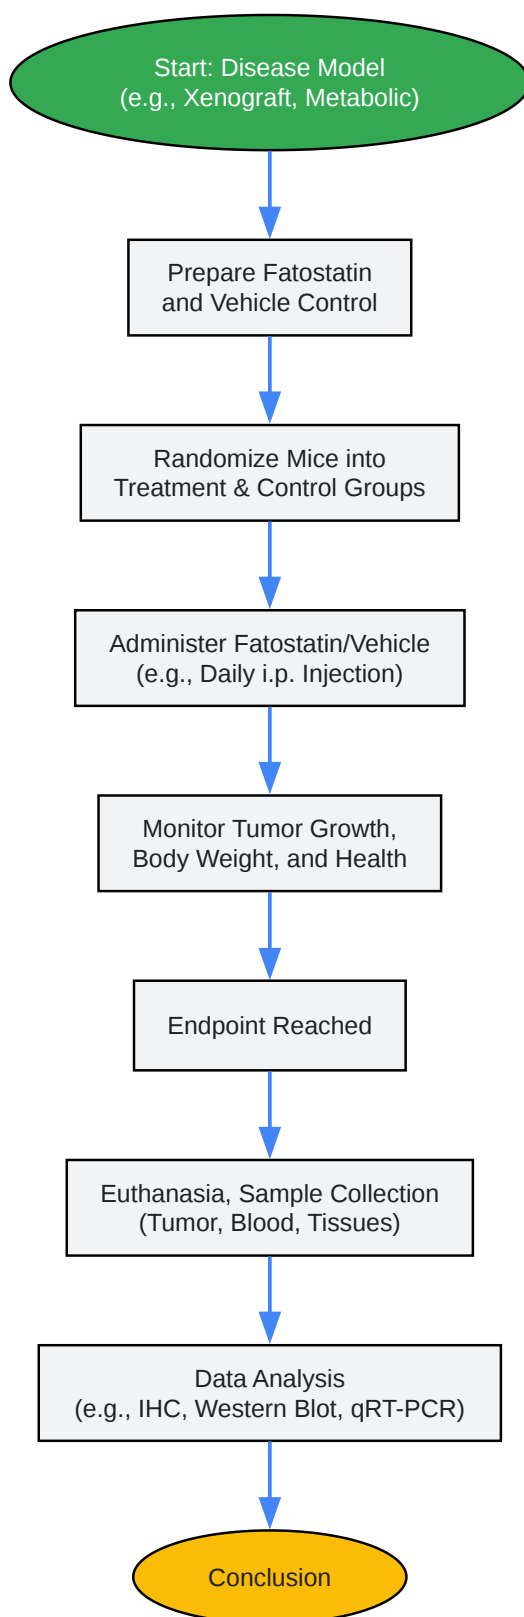 Start: Disease Model
(e.g., Xenograft, Metabolic)
Prepare Fatostatin
and Vehicle Control
Randomize Mice into
Treatment & Control Groups
Administer Fatostatin/Vehicle
(e.g., Daily i.p. Injection)
Monitor Tumor Growth,
Body Weight, and Health
Endpoint Reached
Euthanasia, Sample Collection
(Tumor, Blood, Tissues)
Data Analysis
(e.g., IHC, Western Blot, qRT-PCR)
Conclusion